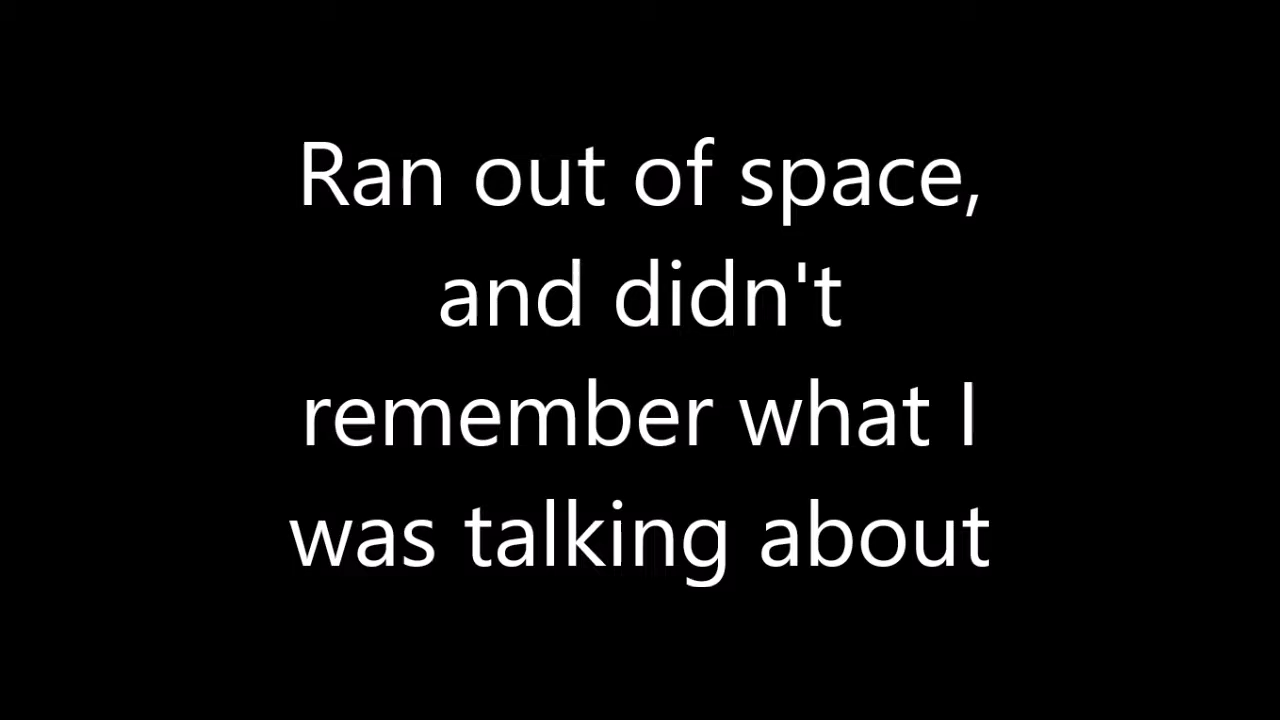 Ran out of space,
and didn't
remember what I
was talking about